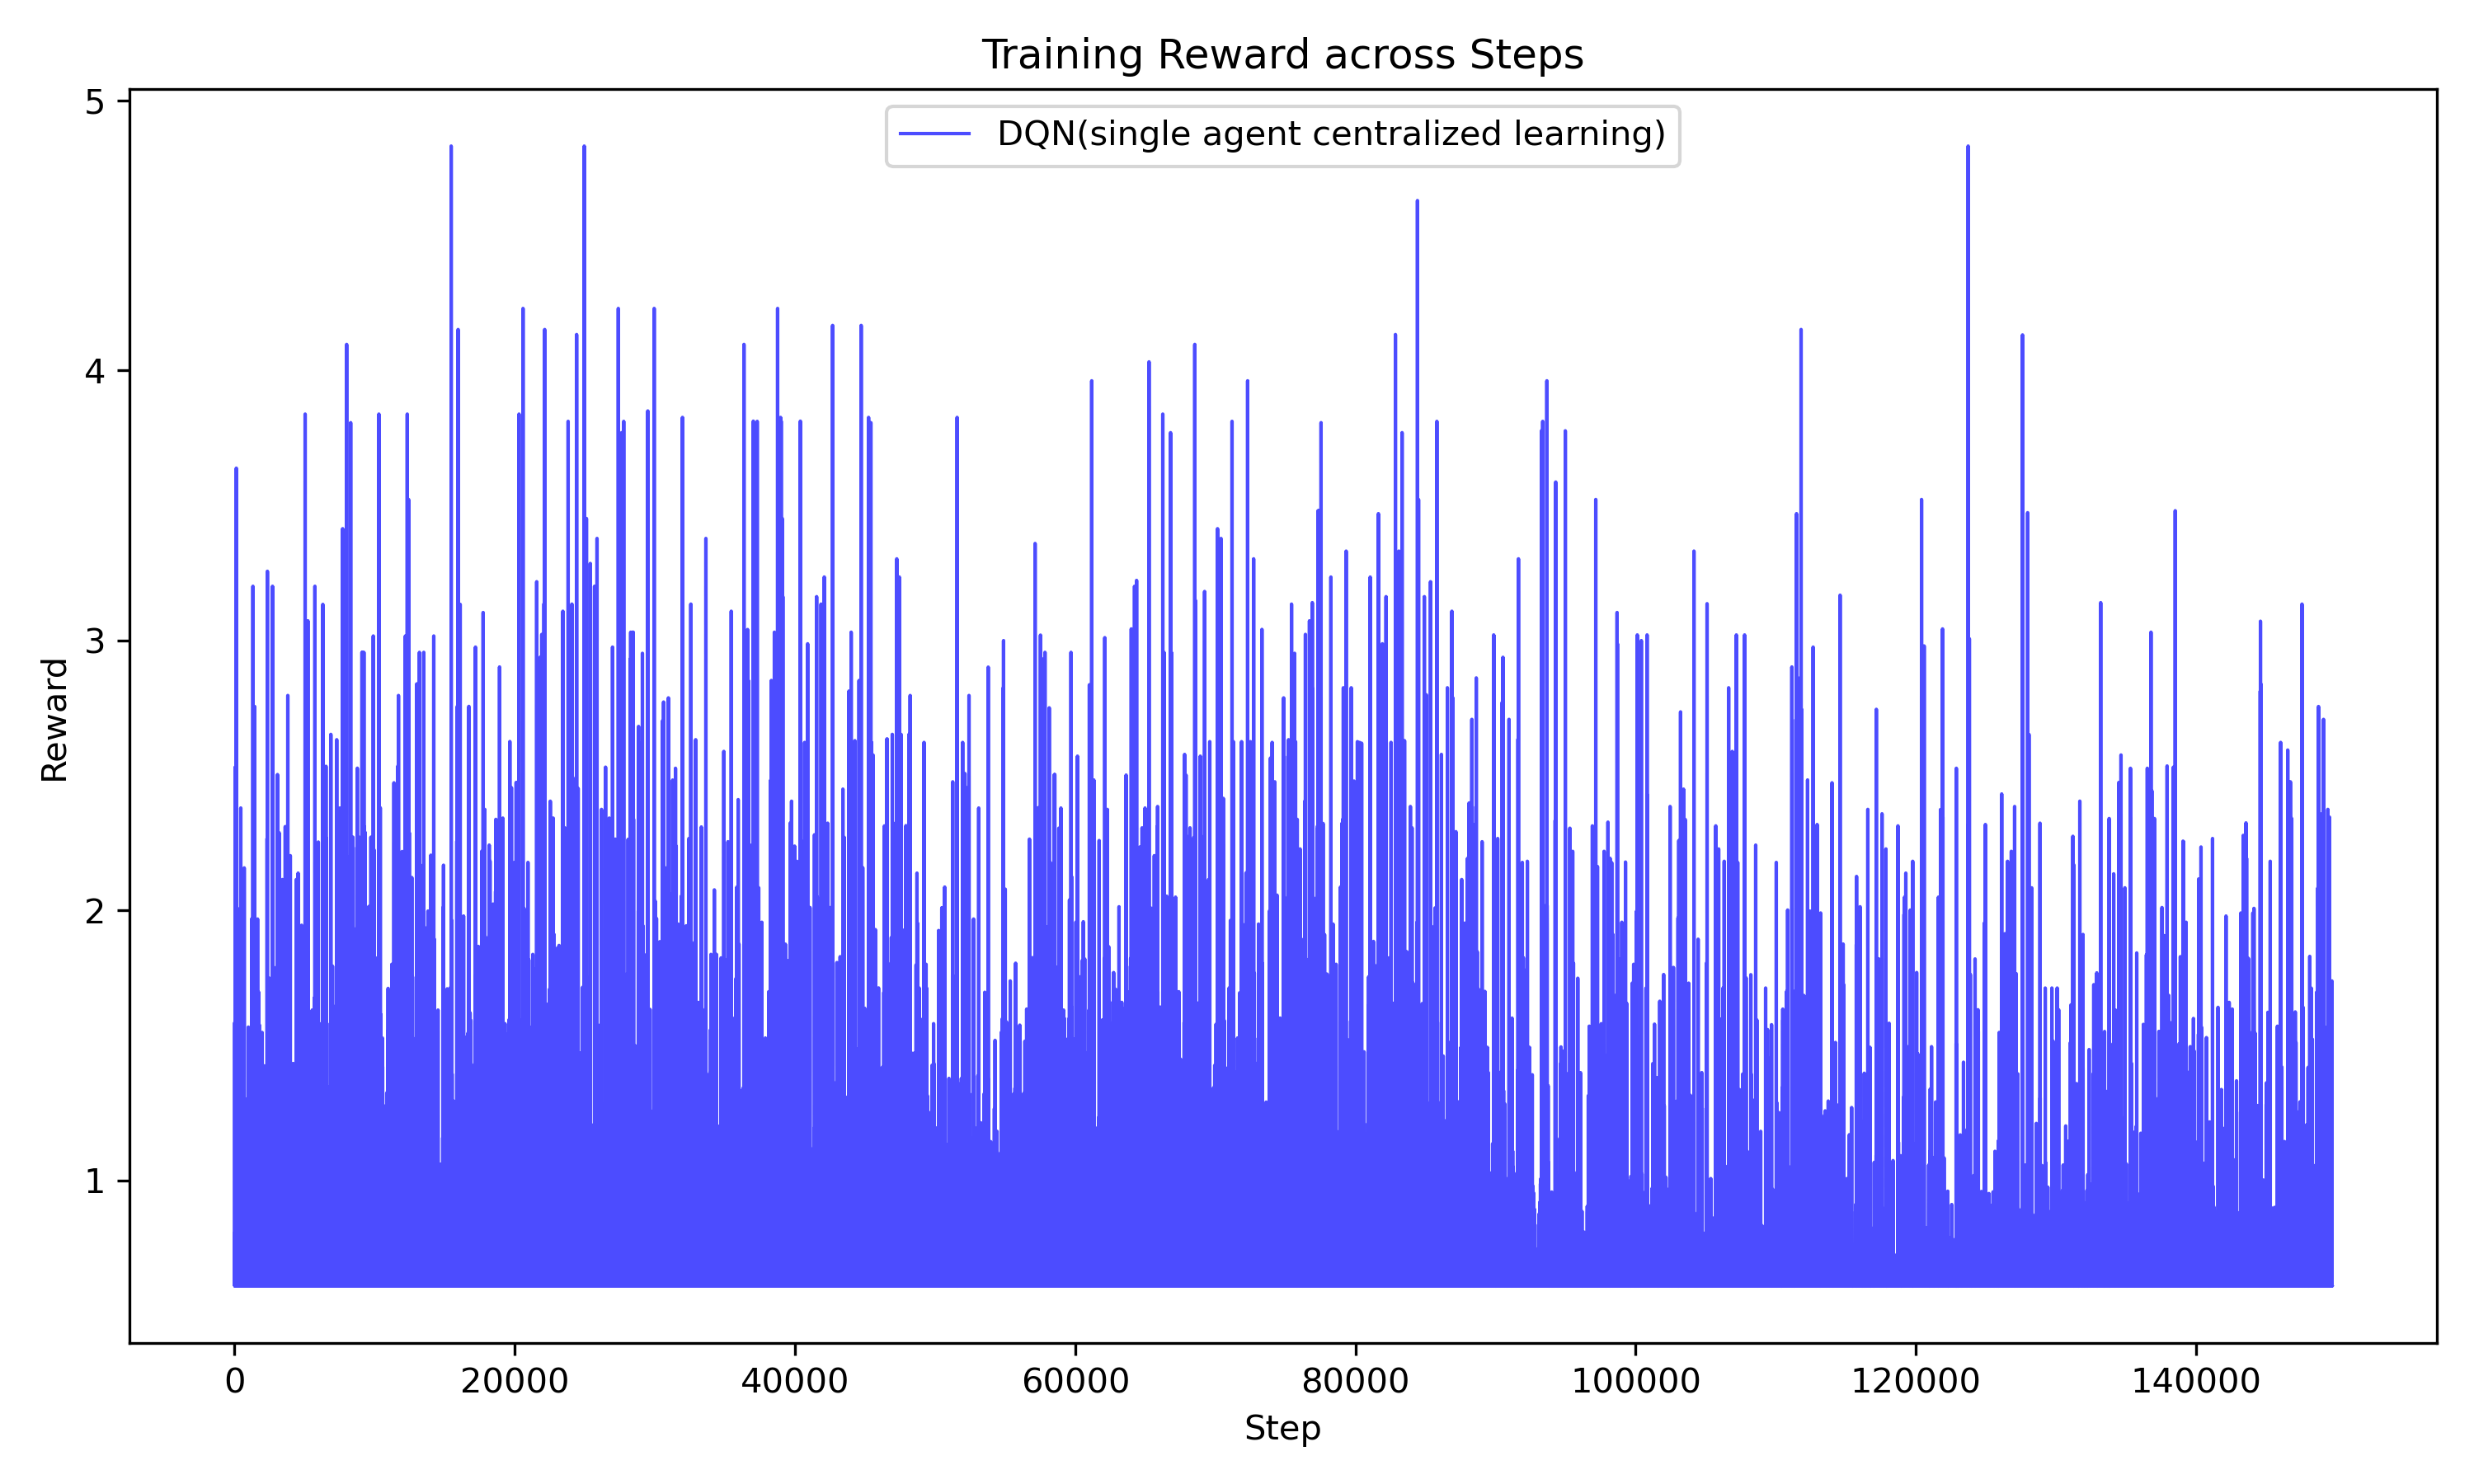 Training Reward across Steps
DQN(single agent centralized learning)
5
4
3
2
1
Reward
0 20000 40000 60000 80000 100000 120000 140000
Step